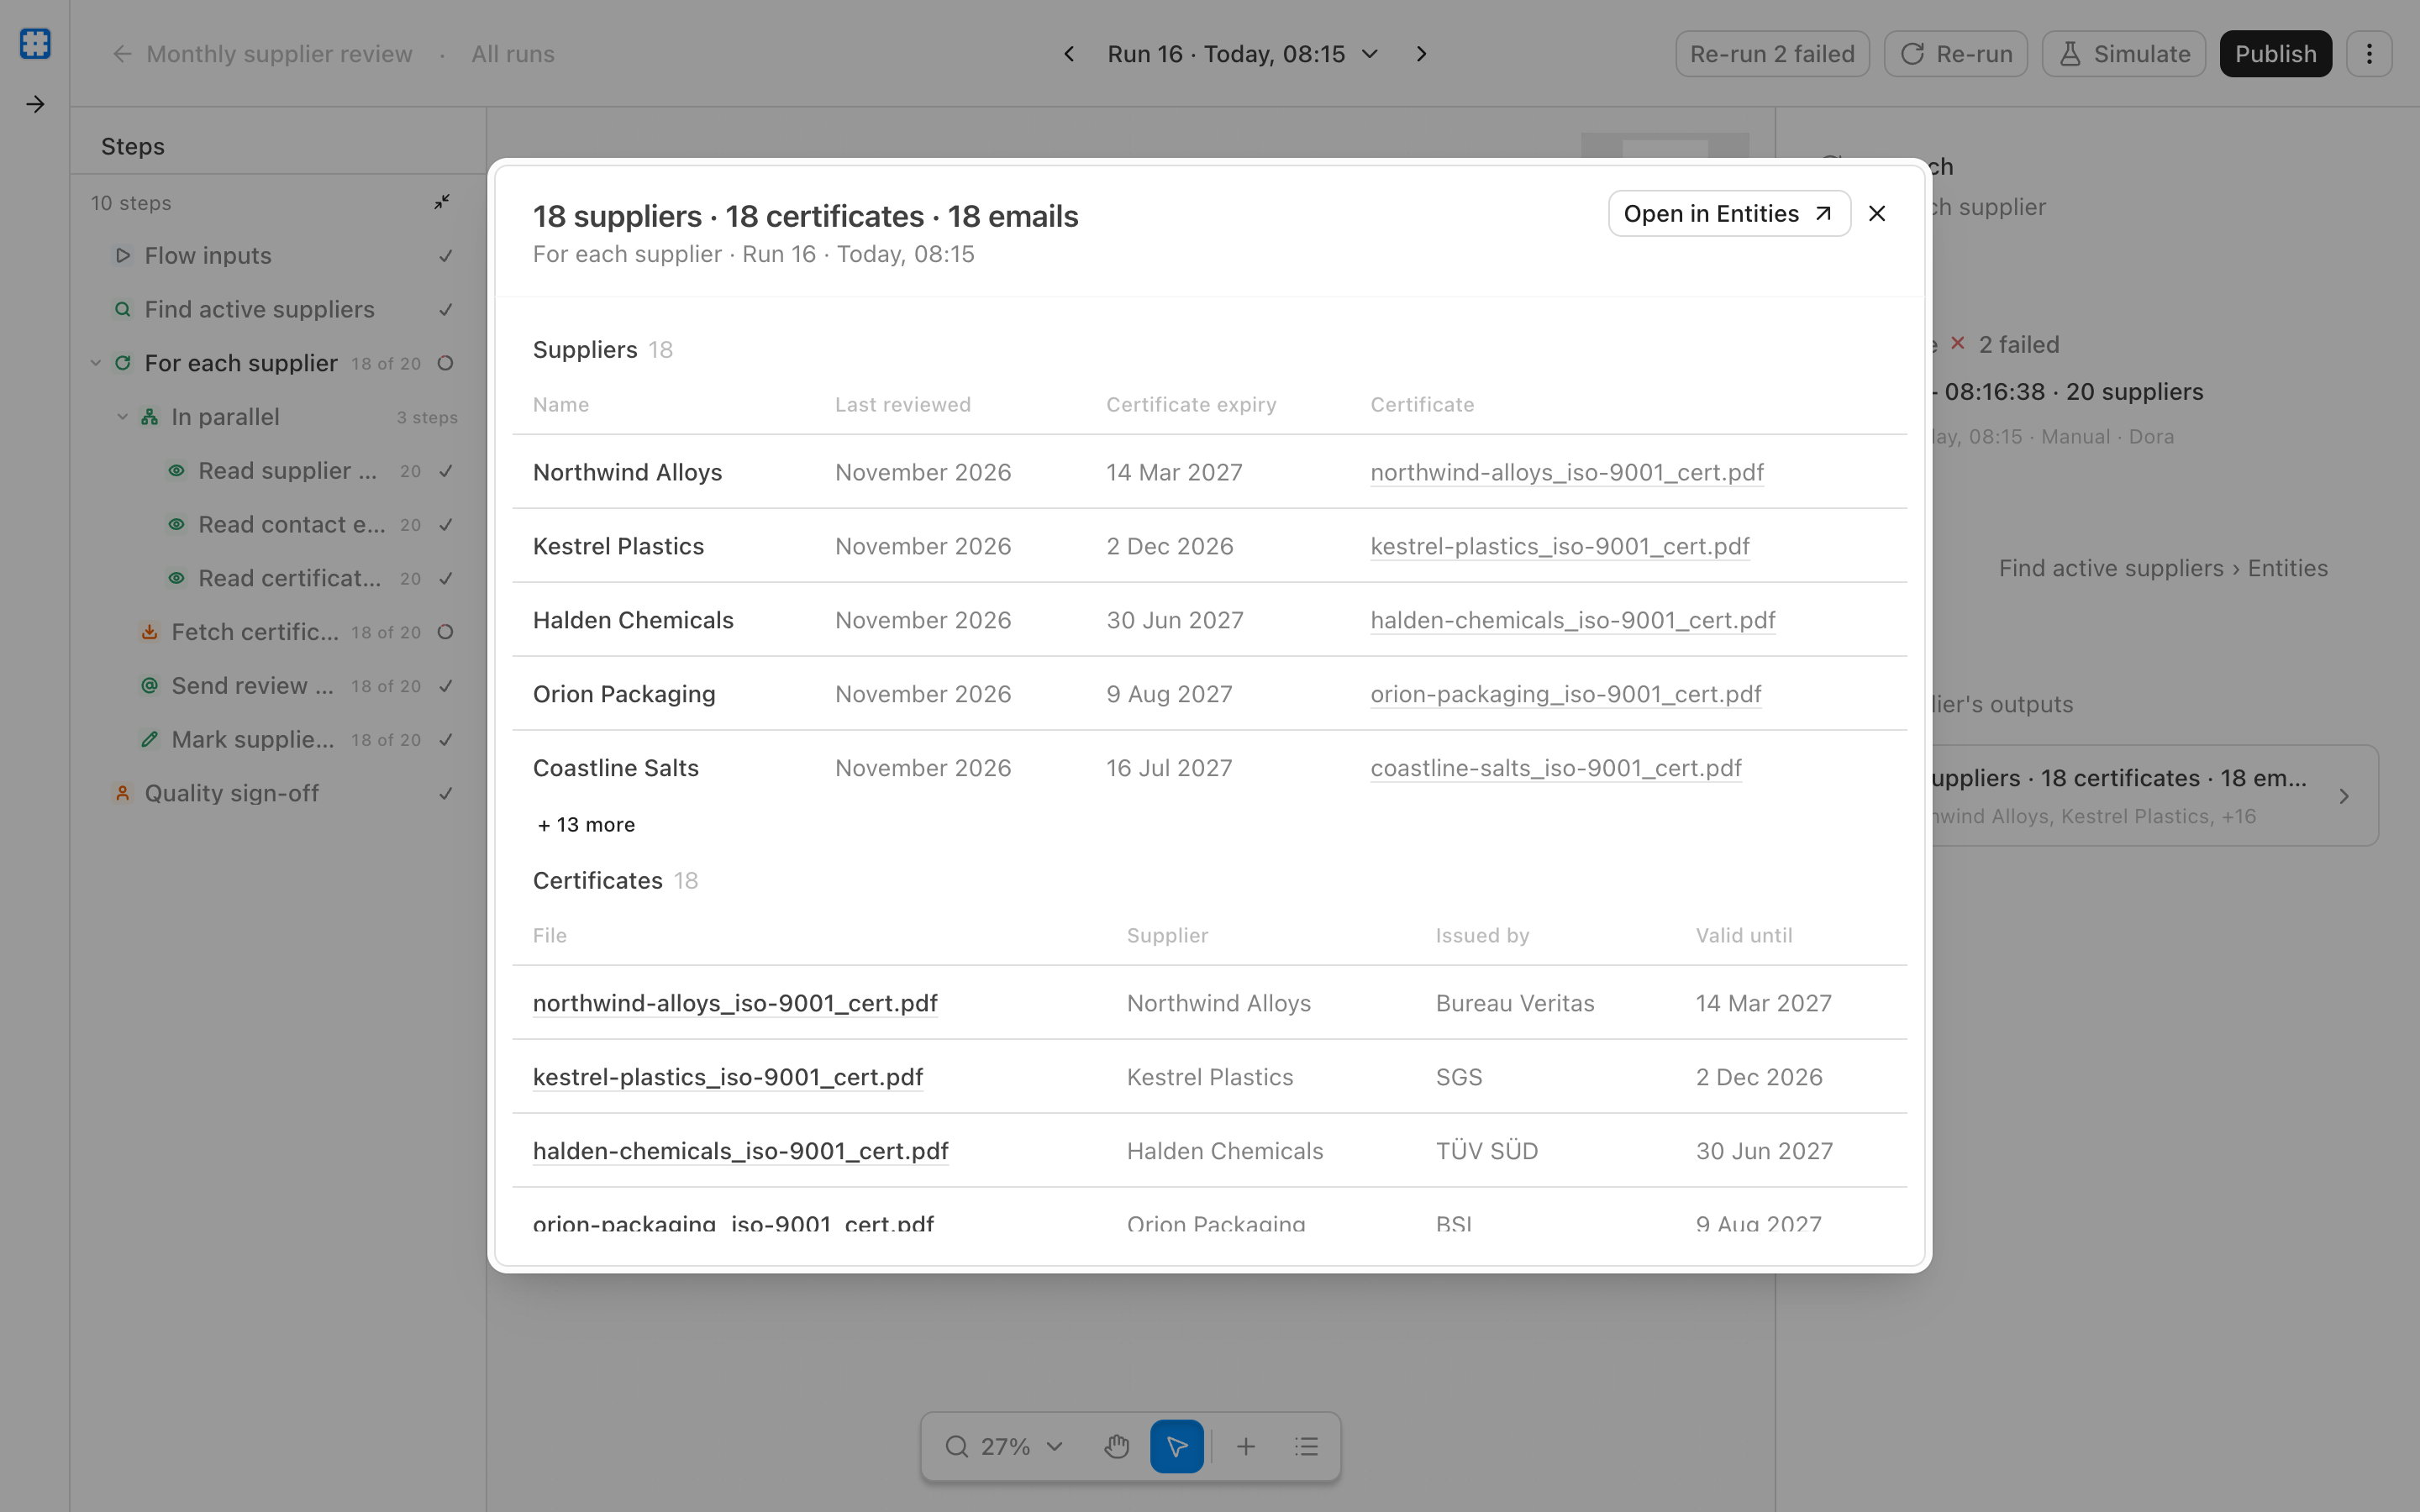 Monthly supplier review · All runs
Run 16 · Today, 08:15
Re-run 2 failed
Re-run
Simulate
Publish
Steps
10 steps
Flow inputs
Find active suppliers
For each supplier 18 of 20
In parallel 3 steps
Read supplier ... 20
Read contact e... 20
Read certificat... 20
Fetch certific... 18 of 20
Send review ... 18 of 20
Mark supplie... 18 of 20
Quality sign-off
18 suppliers · 18 certificates · 18 emails
For each supplier · Run 16 · Today, 08:15
Open in Entities
Suppliers 18
Name Last reviewed Certificate expiry Certificate
Northwind Alloys November 2026 14 Mar 2027 northwind-alloys_iso-9001_cert.pdf
Kestrel Plastics November 2026 2 Dec 2026 kestrel-plastics_iso-9001_cert.pdf
Halden Chemicals November 2026 30 Jun 2027 halden-chemicals_iso-9001_cert.pdf
Orion Packaging November 2026 9 Aug 2027 orion-packaging_iso-9001_cert.pdf
Coastline Salts November 2026 16 Jul 2027 coastline-salts_iso-9001_cert.pdf
+ 13 more
Certificates 18
File Supplier Issued by Valid until
northwind-alloys_iso-9001_cert.pdf Northwind Alloys Bureau Veritas 14 Mar 2027
kestrel-plastics_iso-9001_cert.pdf Kestrel Plastics SGS 2 Dec 2026
halden-chemicals_iso-9001_cert.pdf Halden Chemicals TÜV SÜD 30 Jun 2027
orion-packaging_iso-9001_cert.pdf Orion Packaging BSI 9 Aug 2027
ch
ch supplier
2 failed
08:16:38 · 20 suppliers
ay, 08:15 · Manual · Dora
Find active suppliers › Entities
lier's outputs
uppliers · 18 certificates · 18 em...
hwind Alloys, Kestrel Plastics, +16
27%